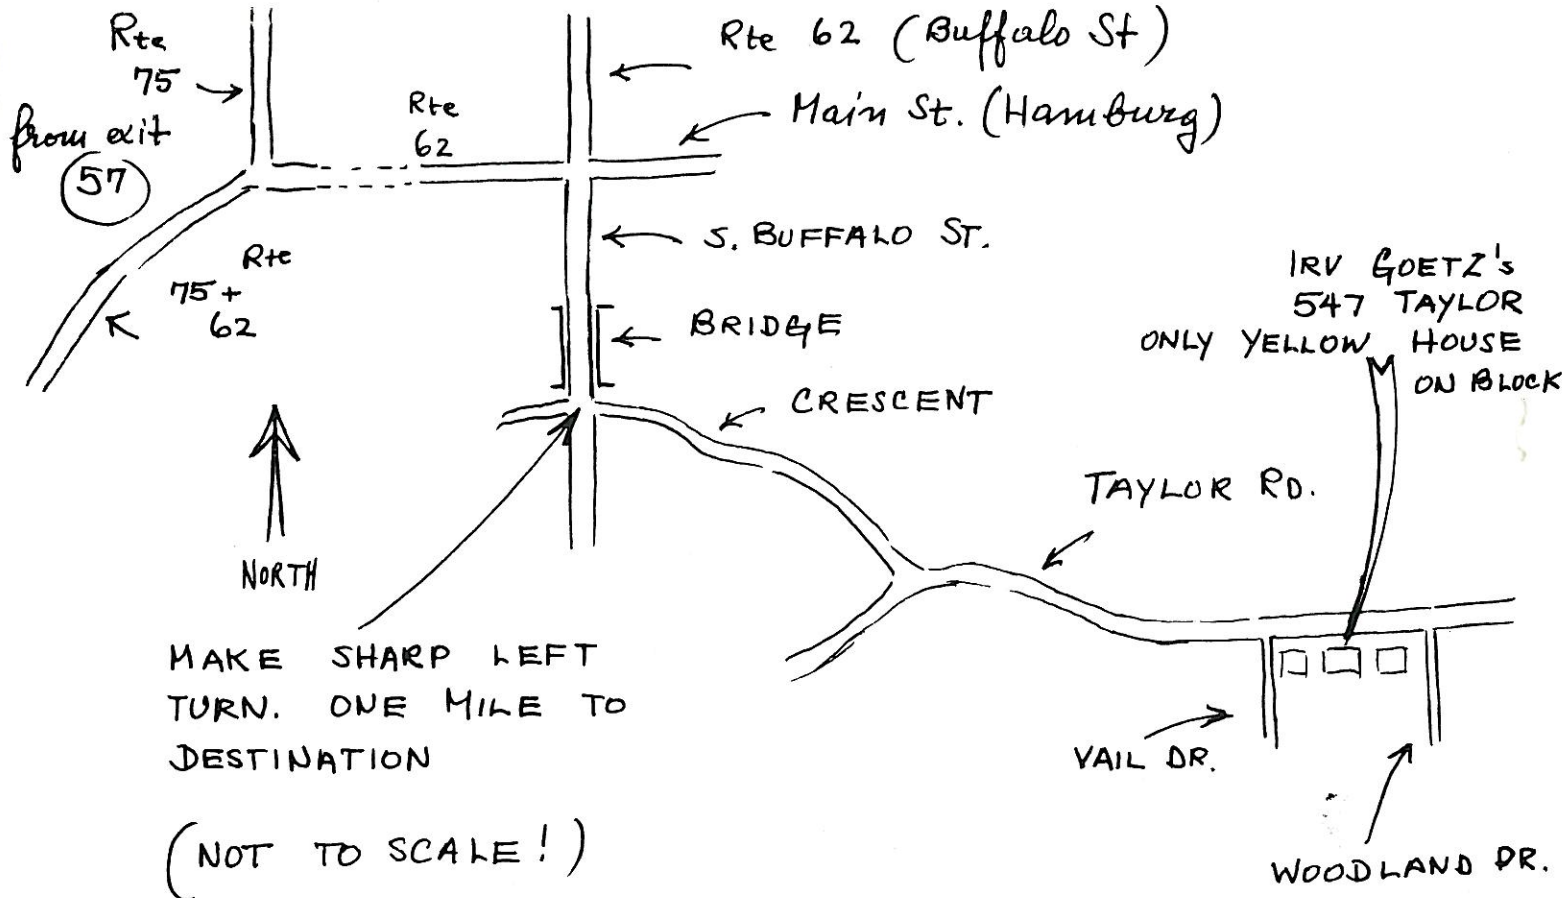 Rte
75
from exit
57
Rte
62
Rte 62 (Buffalo St)
Main St. (Hamburg)
S. BUFFALO ST.
Rte
75 +
62
BRIDGE
IRV GOETZ's
547 TAYLOR
ONLY YELLOW HOUSE
ON BLOCK
CRESCENT
TAYLOR RD.
NORTH
MAKE SHARP LEFT
TURN. ONE MILE TO
DESTINATION
VAIL DR.
(NOT TO SCALE!)
WOODLAND DR.